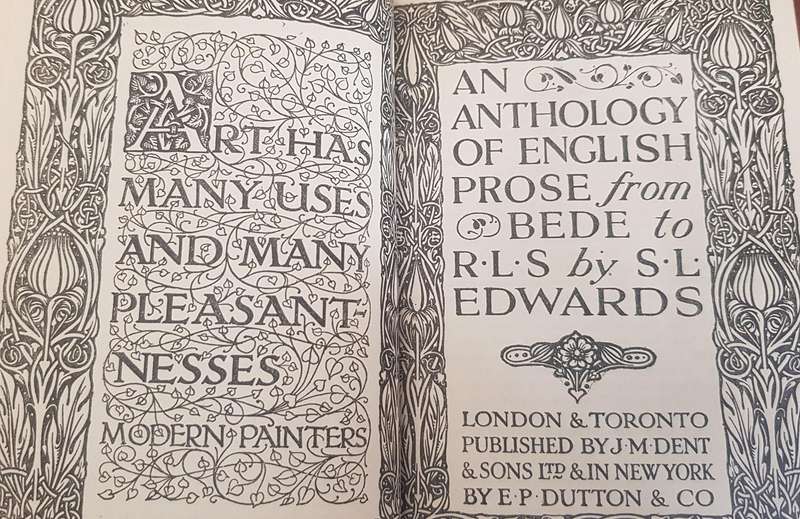 ART HAS
MANY USES
AND MANY
PLEASANT-
NESSES
MODERN PAINTERS
AN
ANTHOLOGY
OF ENGLISH
PROSE from
BEDE to
R·L·S by S·L·
EDWARDS
LONDON & TORONTO
PUBLISHED BY J·M·DENT
& SONS LTD & IN NEW YORK
BY E·P·DUTTON & CO